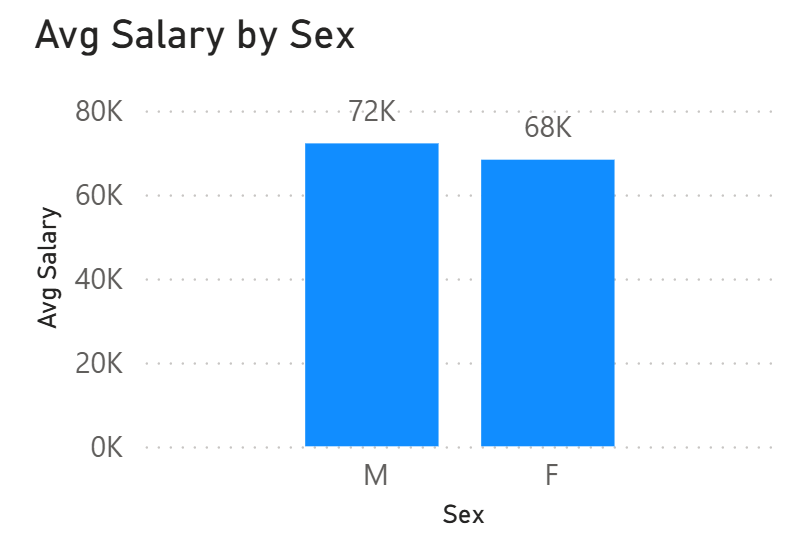 Avg Salary by Sex
80K
72K
68K
60K
Avg Salary
40K
20K
0K
M
F
Sex